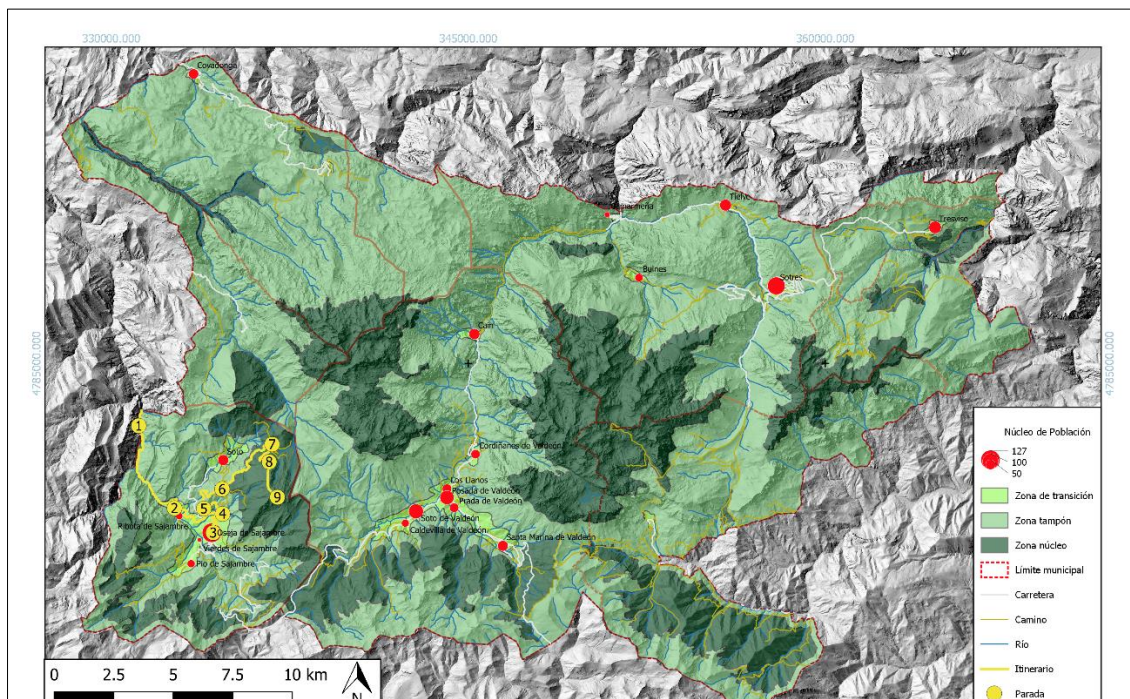 330000.000
345000.000
360000.000
Covadonga
Tielve
Tresviso
Bulnes
Sotres
Caín
4785000.000
4785000.000
1
Soto
7
8
Cordiñanes de Valdeón
9
6
Los Llanos
Posada de Valdeón
Prada de Valdeón
2
5
4
Soto de Valdeón
Ribota de Sajambre
Caldevilla de Valdeón
3
Oseja de Sajambre
Vierdes de Sajambre
Santa Marina de Valdeón
Pio de Sajambre
Núcleo de Población
127
100
50
Zona de transición
Zona tampón
Zona núcleo
Límite municipal
Carretera
Camino
Río
Itinerario
Parada
0 2.5 5 7.5 10 km
N